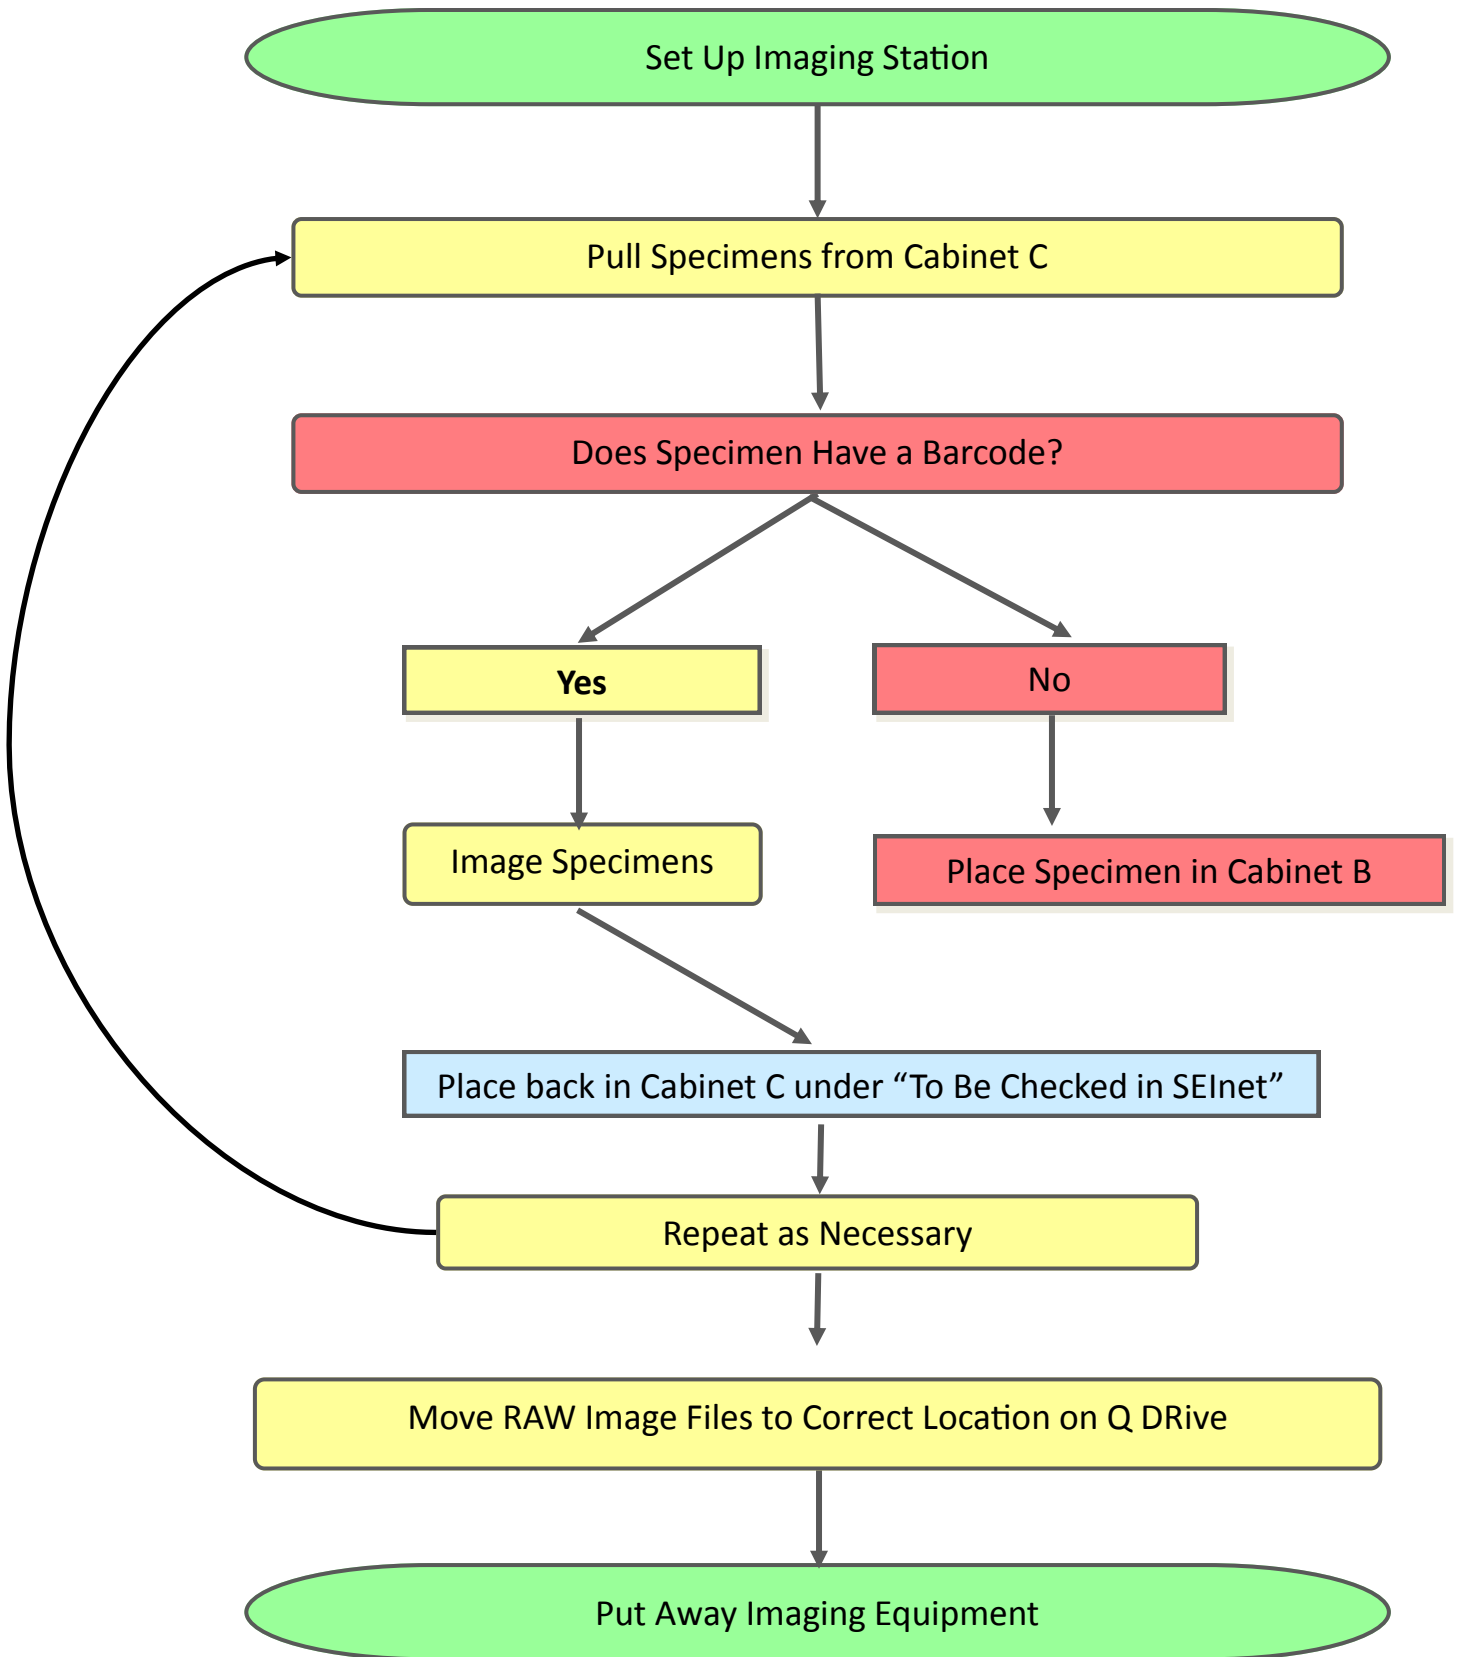 Set Up Imaging Station
Pull Specimens from Cabinet C
Does Specimen Have a Barcode?
Yes
No
Image Specimens
Place Specimen in Cabinet B
Place back in Cabinet C under “To Be Checked in SEInet”
Repeat as Necessary
Move RAW Image Files to Correct Location on Q DRive
Put Away Imaging Equipment